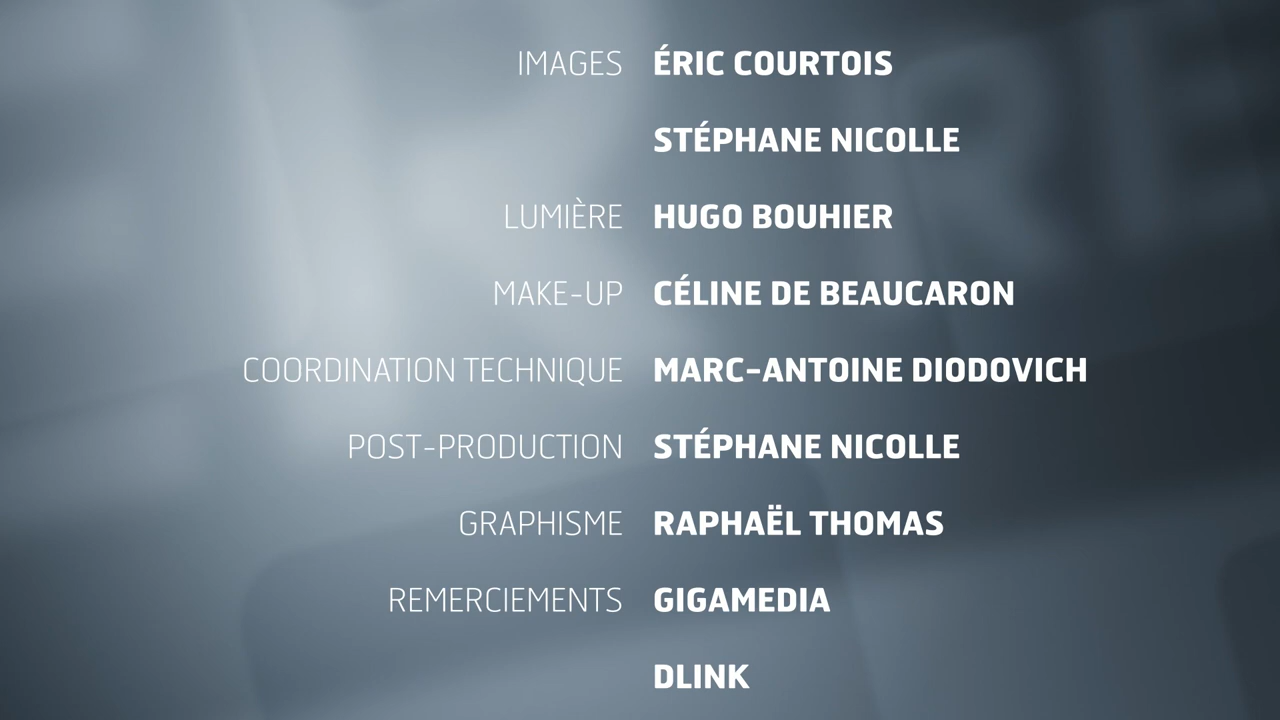 IMAGES ÉRIC COURTOIS
STÉPHANE NICOLLE
LUMIÈRE HUGO BOUHIER
MAKE-UP CÉLINE DE BEAUCARON
COORDINATION TECHNIQUE MARC-ANTOINE DIODOVICH
POST-PRODUCTION STÉPHANE NICOLLE
GRAPHISME RAPHAËL THOMAS
REMERCIEMENTS GIGAMEDIA
DLINK